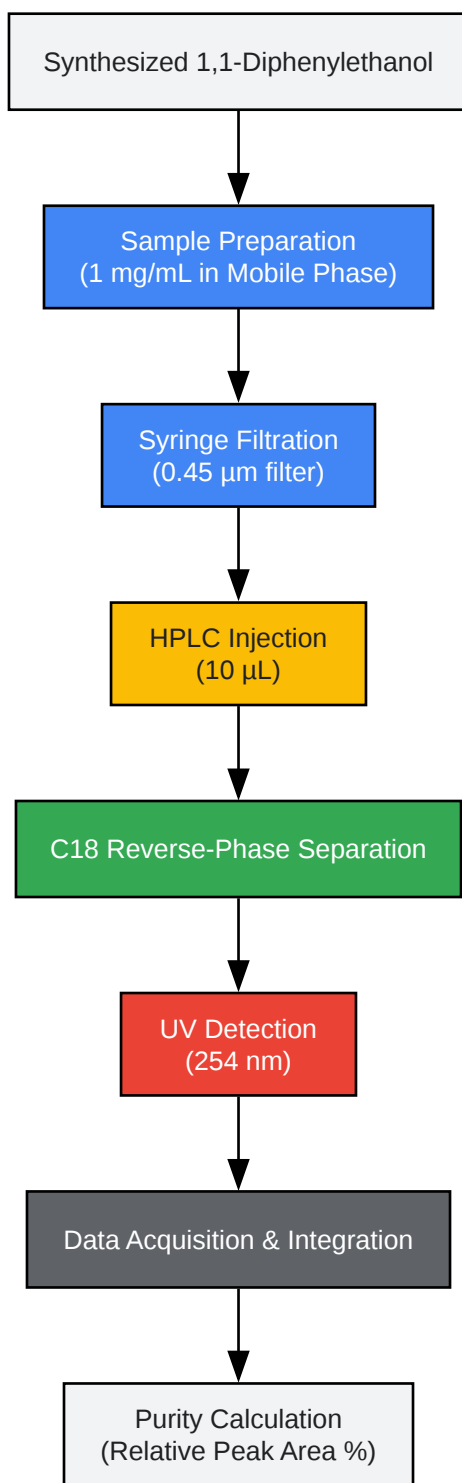 Synthesized 1,1-Diphenylethanol
Sample Preparation
(1 mg/mL in Mobile Phase)
Syringe Filtration
(0.45 µm filter)
HPLC Injection
(10 µL)
C18 Reverse-Phase Separation
UV Detection
(254 nm)
Data Acquisition & Integration
Purity Calculation
(Relative Peak Area %)